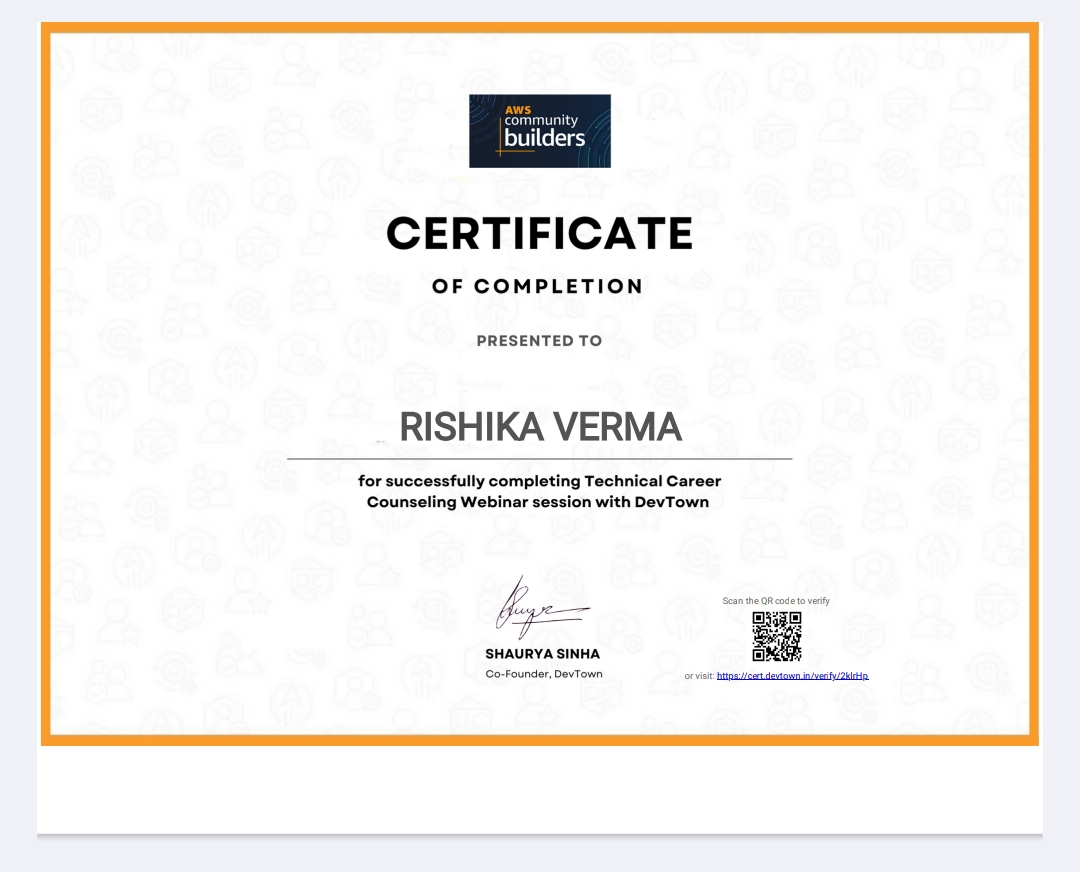 AWS
community
builders
CERTIFICATE
OF COMPLETION
PRESENTED TO
RISHIKA VERMA
for successfully completing Technical Career
Counseling Webinar session with DevTown
SHAURYA SINHA
Co-Founder, DevTown
Scan the QR code to verify
or visit: https://cert.devtown.in/verify/2klrHp